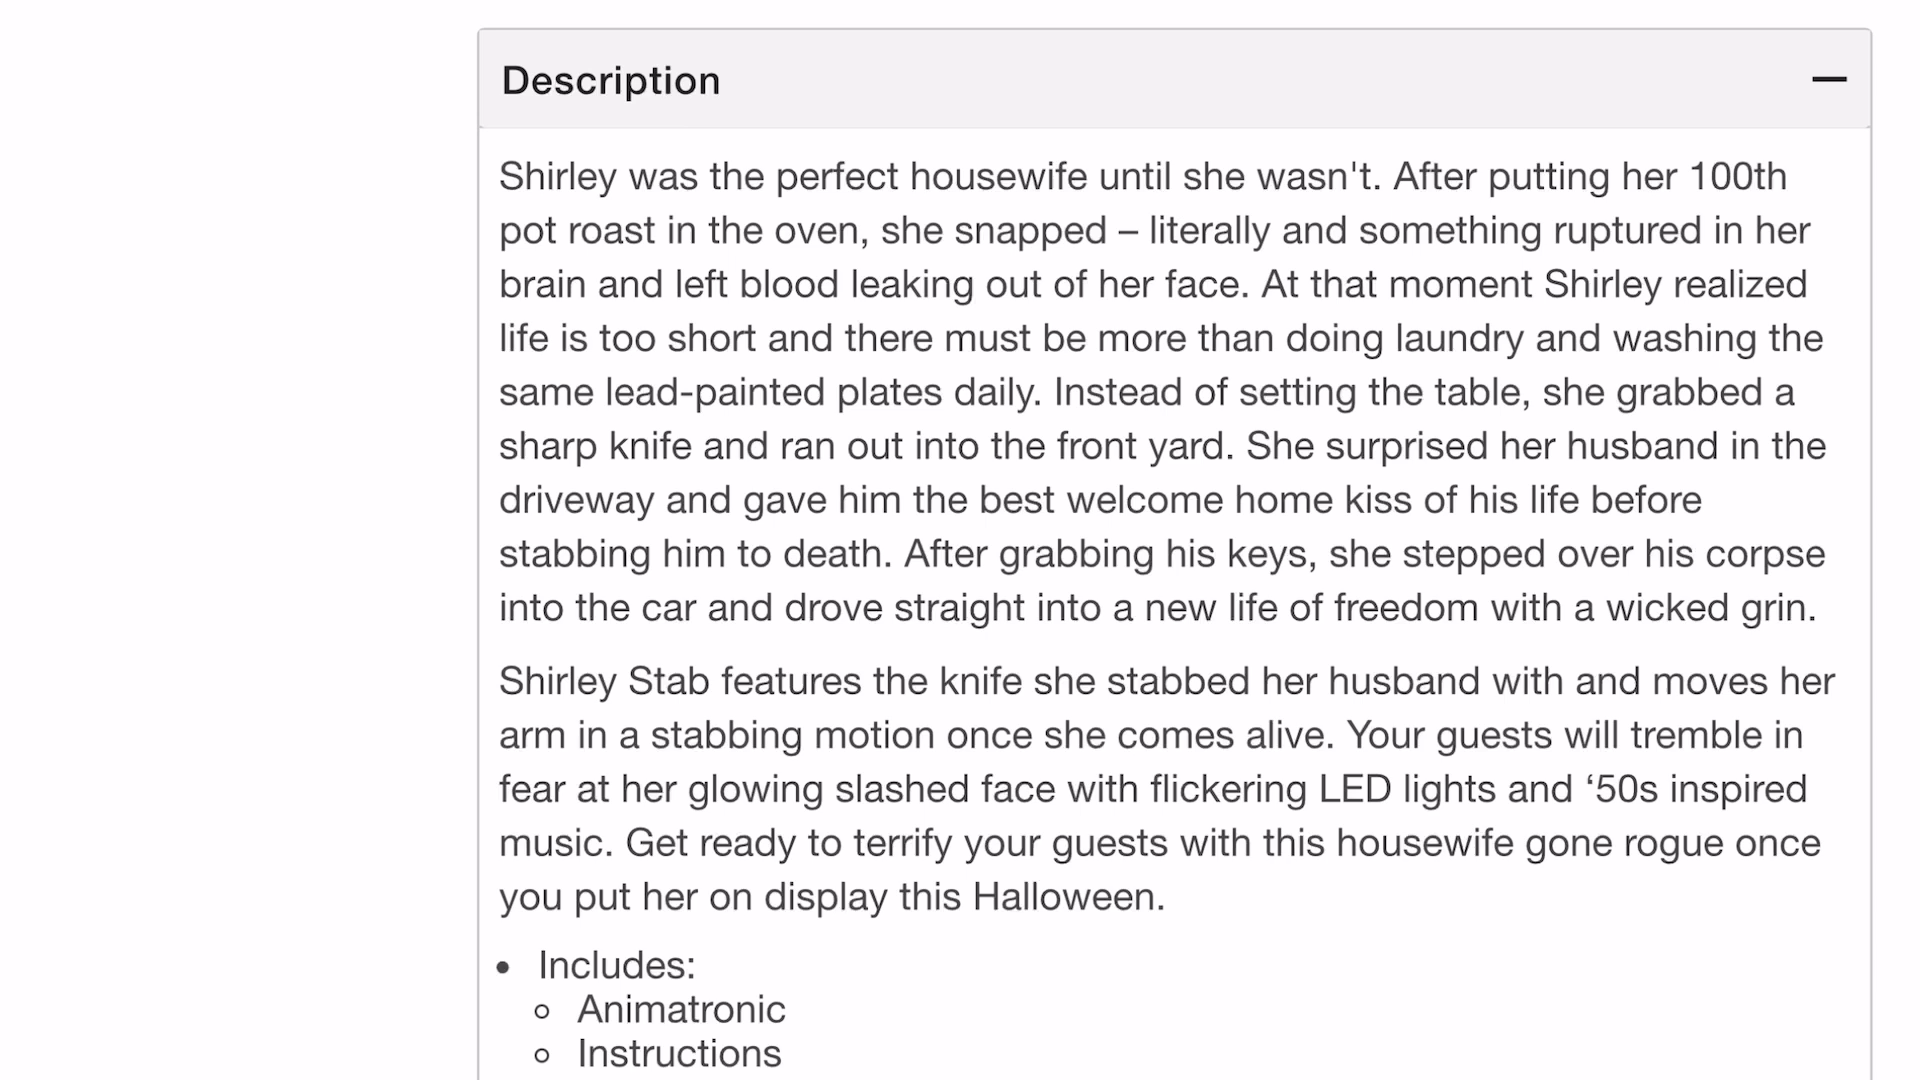 Description
Shirley was the perfect housewife until she wasn't. After putting her 100th
pot roast in the oven, she snapped – literally and something ruptured in her
brain and left blood leaking out of her face. At that moment Shirley realized
life is too short and there must be more than doing laundry and washing the
same lead-painted plates daily. Instead of setting the table, she grabbed a
sharp knife and ran out into the front yard. She surprised her husband in the
driveway and gave him the best welcome home kiss of his life before
stabbing him to death. After grabbing his keys, she stepped over his corpse
into the car and drove straight into a new life of freedom with a wicked grin.
Shirley Stab features the knife she stabbed her husband with and moves her
arm in a stabbing motion once she comes alive. Your guests will tremble in
fear at her glowing slashed face with flickering LED lights and ‘50s inspired
music. Get ready to terrify your guests with this housewife gone rogue once
you put her on display this Halloween.
Includes:
Animatronic
Instructions